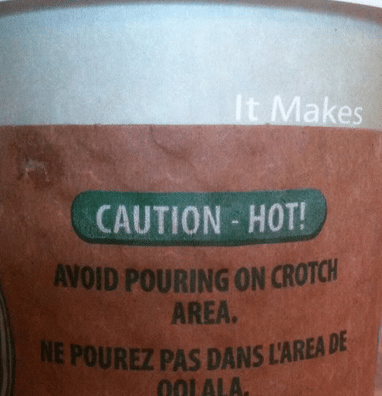 It Makes
CAUTION - HOT!
AVOID POURING ON CROTCH
AREA.
NE POUREZ PAS DANS L'AREA DE
OOLALA.